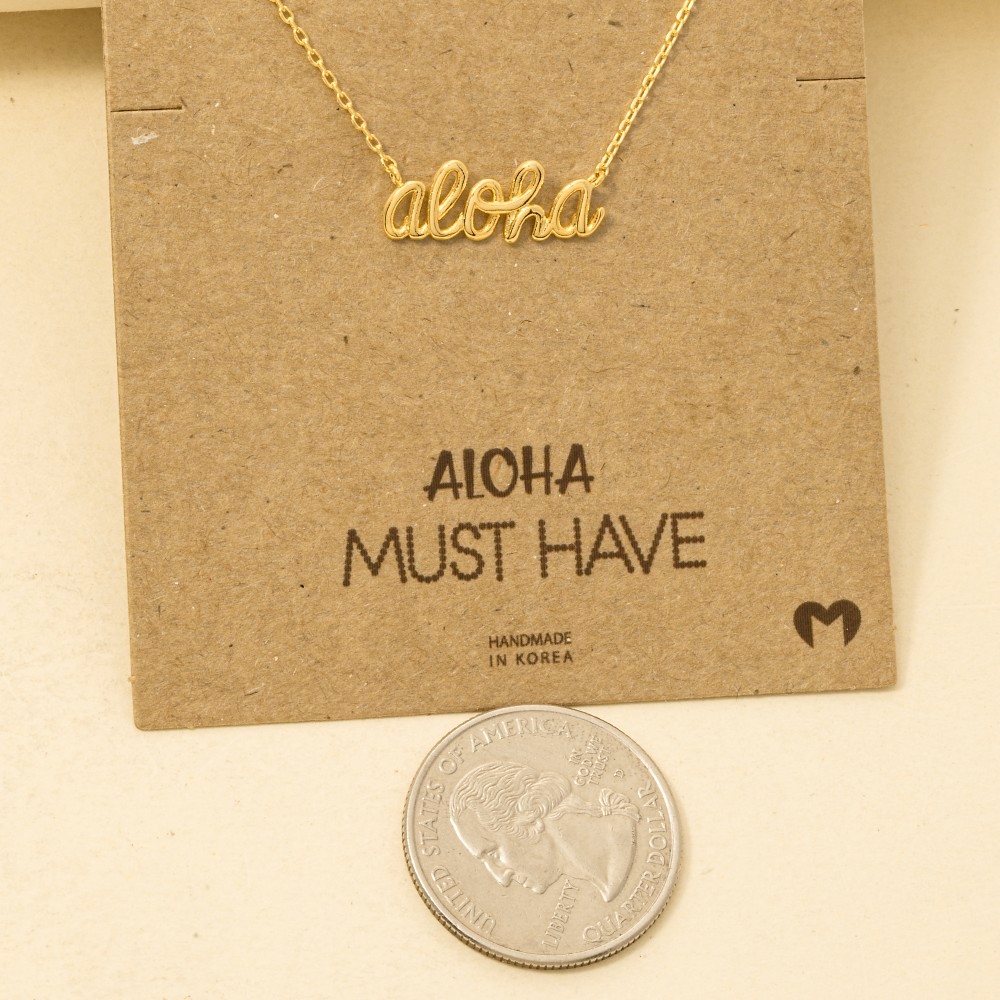 aloha
ALOHA
MUST HAVE
HANDMADE
IN KOREA
M
UNITED STATES OF AMERICA
IN
GOD WE
TRUST
D
LIBERTY
QUARTER DOLLAR